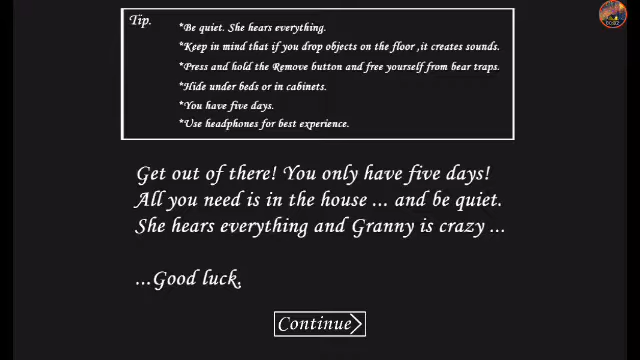 Tip.
*Be quiet. She hears everything.
*Keep in mind that if you drop objects on the floor ,it creates sounds.
*Press and hold the Remove button and free yourself from bear traps.
*Hide under beds or in cabinets.
*You have five days.
*Use headphones for best experience.
Get out of there! You only have five days!
All you need is in the house ... and be quiet.
She hears everything and Granny is crazy ...
...Good luck.
Continue